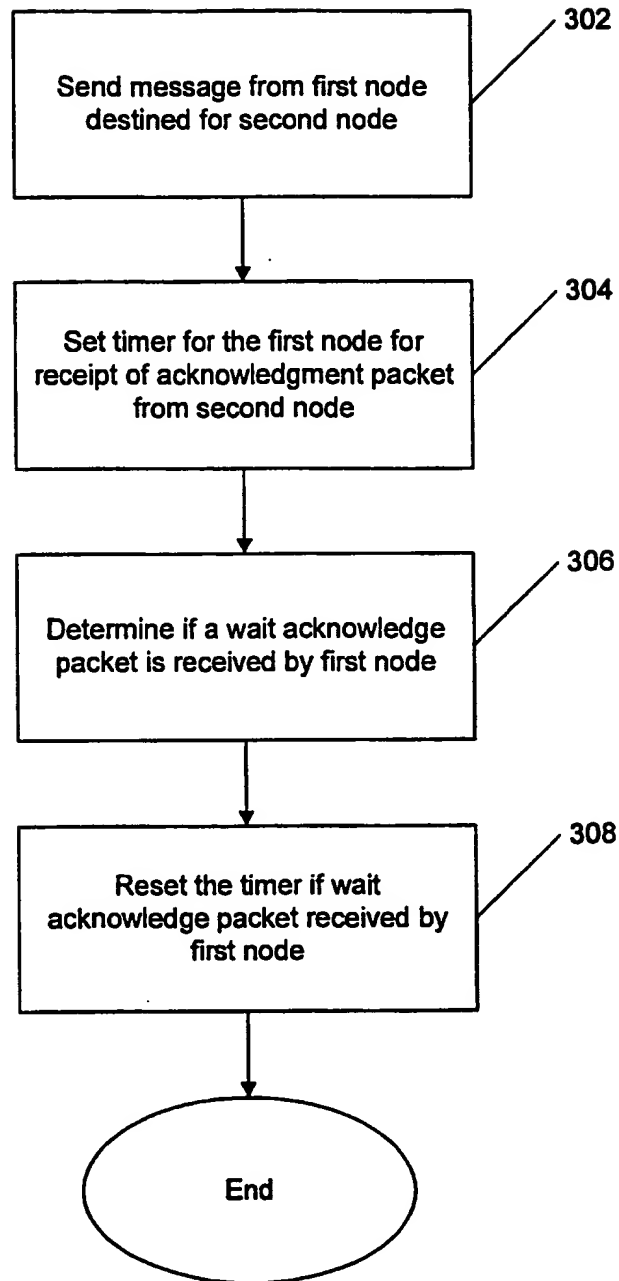 302
Send message from first node
destined for second node
304
Set timer for the first node for
receipt of acknowledgment packet
from second node
306
Determine if a wait acknowledge
packet is received by first node
308
Reset the timer if wait
acknowledge packet received by
first node
End